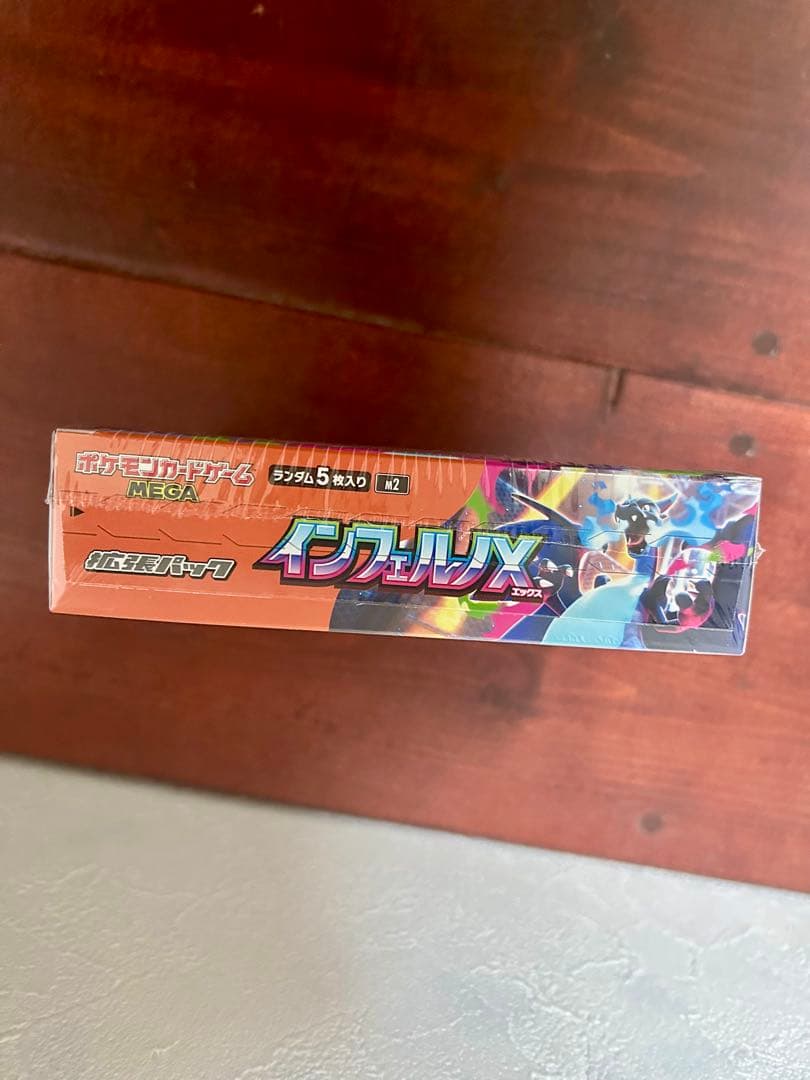 ポケモンカードゲーム
MEGA
ランダム5枚入り
M2
拡張パック
インフェルノX
エックス